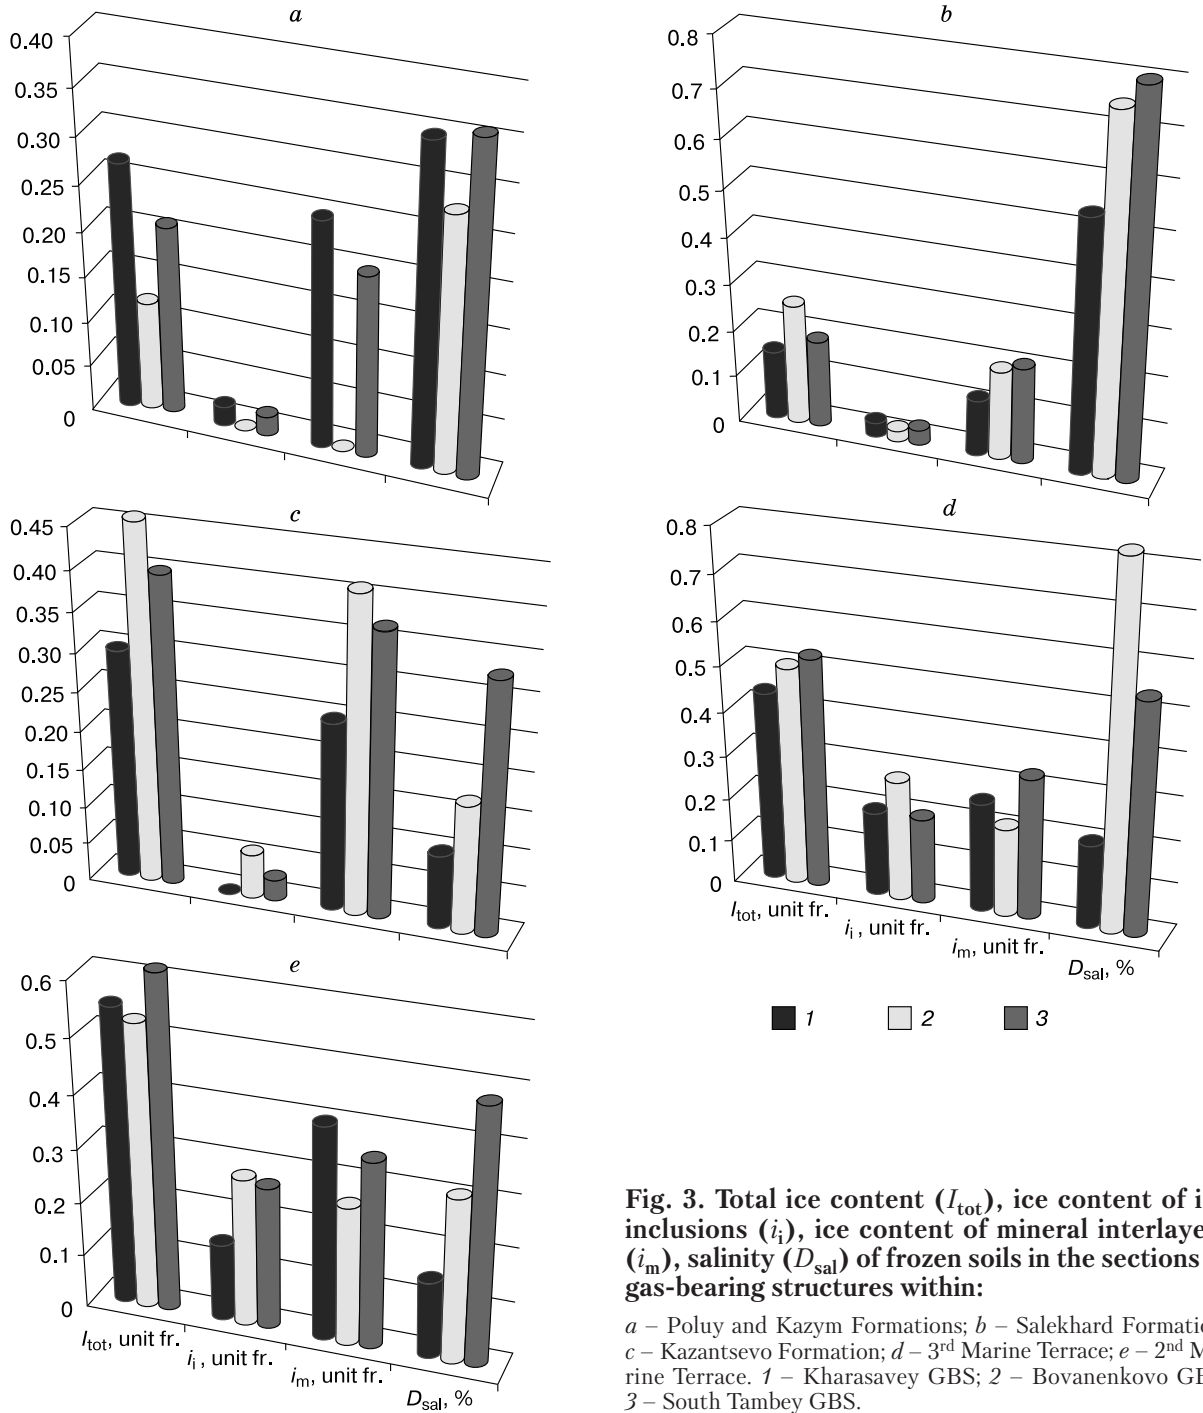 a
0.40
0.35
0.30
0.25
0.20
0.15
0.10
0.05
0
b
0.8
0.7
0.6
0.5
0.4
0.3
0.2
0.1
0
c
0.45
0.40
0.35
0.30
0.25
0.20
0.15
0.10
0.05
0
d
0.8
0.7
0.6
0.5
0.4
0.3
0.2
0.1
0
I_tot, unit fr.
i_i, unit fr.
i_m, unit fr.
D_sal, %
1 2 3
e
0.6
0.5
0.4
0.3
0.2
0.1
0
I_tot, unit fr.
i_i, unit fr.
i_m, unit fr.
D_sal, %
Fig. 3. Total ice content (I_tot), ice content of i
inclusions (i_i), ice content of mineral interlaye
(i_m), salinity (D_sal) of frozen soils in the sections
gas-bearing structures within:
a – Poluy and Kazym Formations; b – Salekhard Formatio
c – Kazantsevo Formation; d – 3rd Marine Terrace; e – 2nd M
rine Terrace. 1 – Kharasavey GBS; 2 – Bovanenkovo GB
3 – South Tambey GBS.